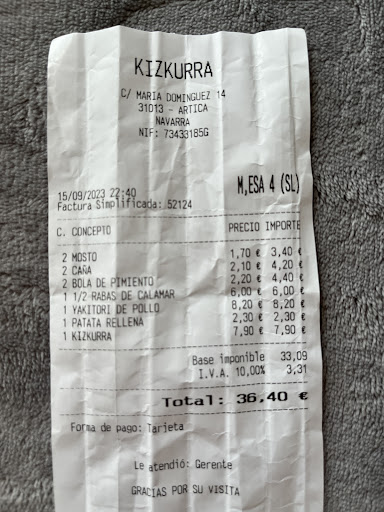 KIZKURRA
C/ MARIA DOMINGUEZ 14
31013 - ARTICA
NAVARRA
NIF: 73433185G
15/09/2023 22:40 M,ESA 4 (SL)
Factura Simplificada: 52124
C. CONCEPTO PRECIO IMPORTE
2 MOSTO 1,70 € 3,40 €
2 CAÑA 2,10 € 4,20 €
2 BOLA DE PIMIENTO 2,20 € 4,40 €
1 1/2 RABAS DE CALAMAR 6,00 € 6,00 €
1 YAKITORI DE POLLO 8,20 € 8,20 €
1 PATATA RELLENA 2,30 € 2,30 €
1 KIZKURRA 7,90 € 7,90 €
Base imponible 33,09
I.V.A. 10,00% 3,31
Total: 36,40 €
Forma de pago: Tarjeta
Le atendió: Gerente
GRACIAS POR SU VISITA